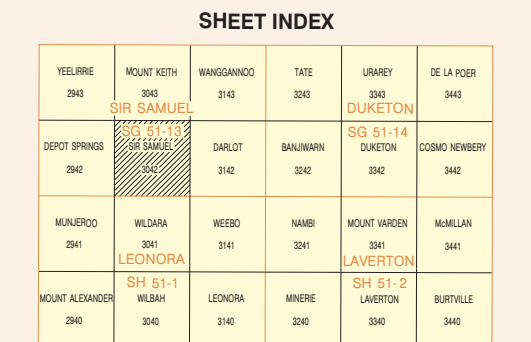 SHEET INDEX
YEELIRRIE MOUNT KEITH WANGGANNOO TATE URAREY DE LA POER
2943 3043 3143 3243 3343 3443
SIR SAMUEL DUKETON
SG 51-13 SG 51-14
DEPOT SPRINGS SIR SAMUEL DARLOT BANJIWARN DUKETON COSMO NEWBERY
2942 3042 3142 3242 3342 3442
MUNJEROO WILDARA WEEBO NAMBI MOUNT VARDEN McMILLAN
2941 3041 3141 3241 3341 3441
LEONORA LAVERTON
SH 51-1 SH 51-2
MOUNT ALEXANDER WILBAH LEONORA MINERIE LAVERTON BURTVILLE
2940 3040 3140 3240 3340 3440